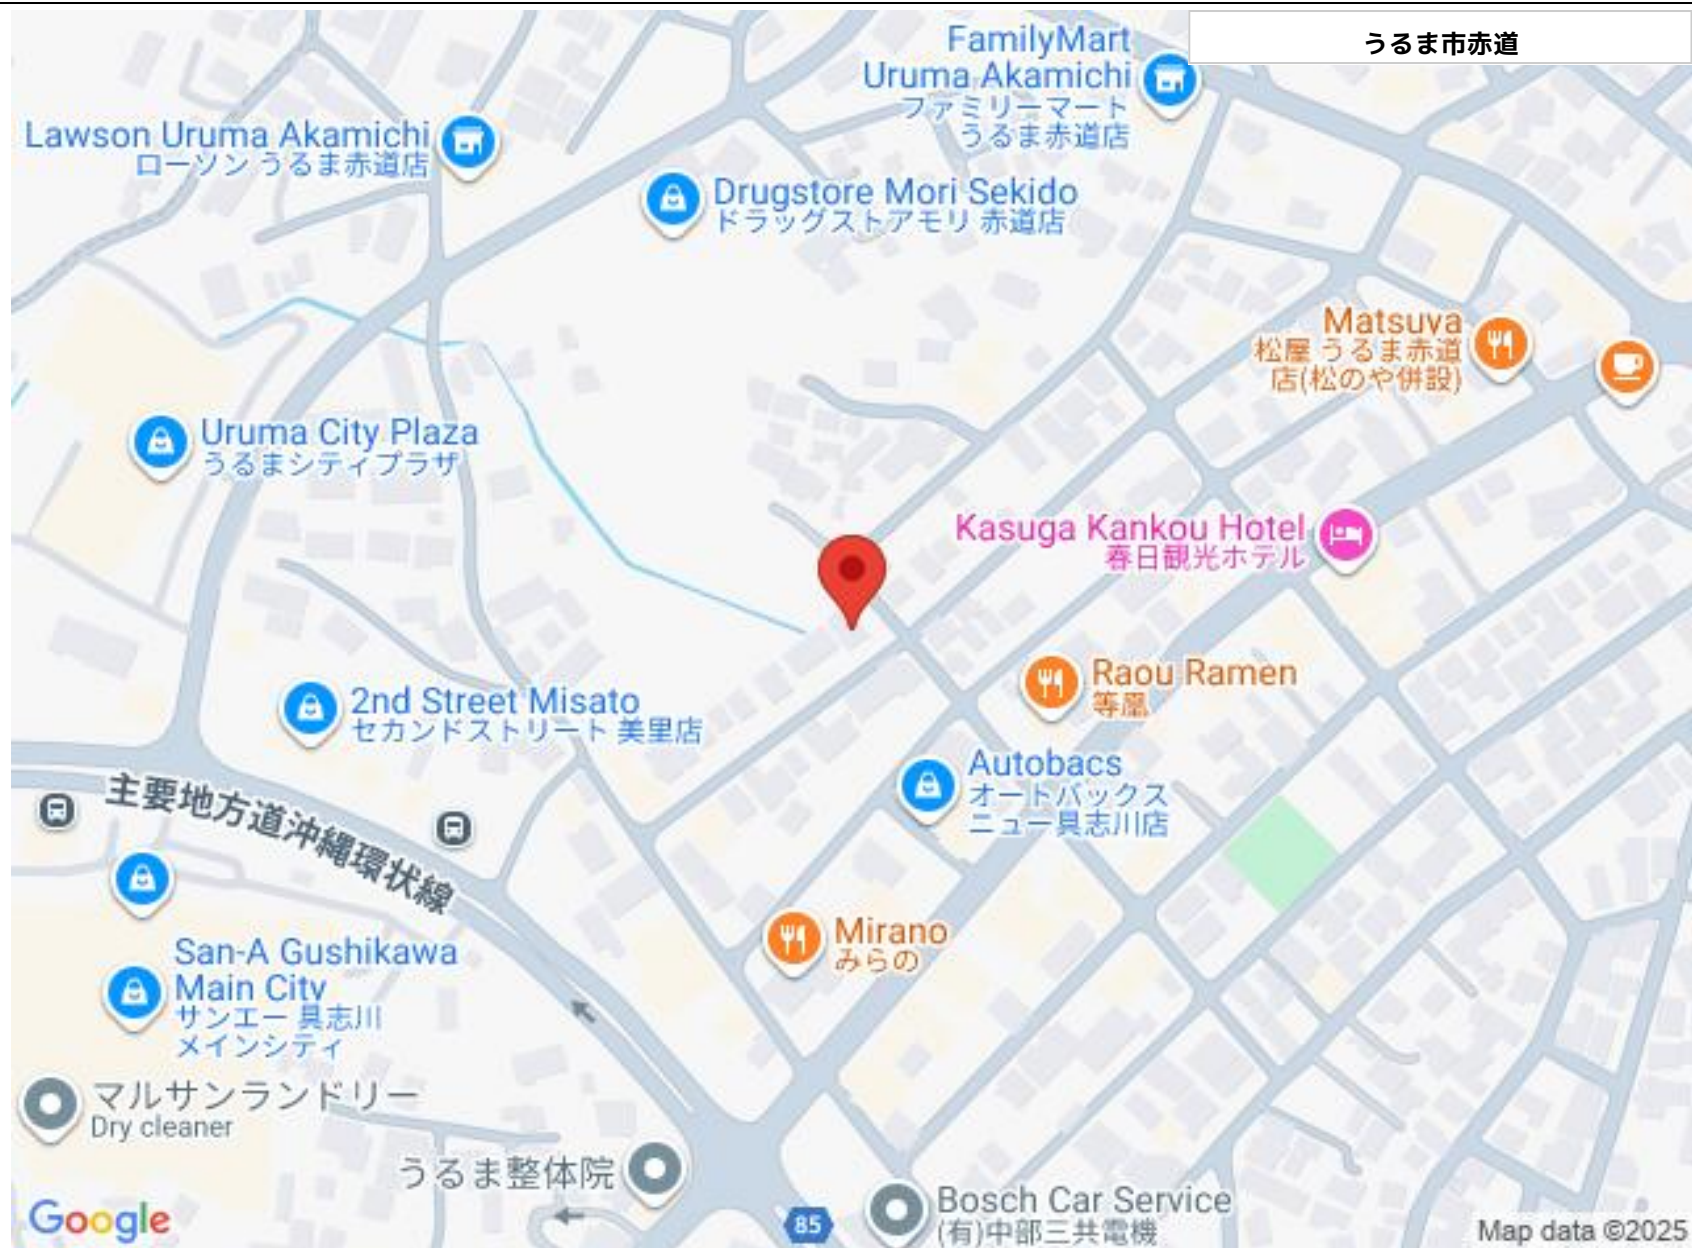 うるま市赤道
FamilyMart
Uruma Akamichi
ファミリーマート
うるま赤道店
Lawson Uruma Akamichi
ローソン うるま赤道店
Drugstore Mori Sekido
ドラッグストアモリ 赤道店
Matsuya
松屋 うるま赤道
店(松のや併設)
Uruma City Plaza
うるまシティプラザ
Kasuga Kankou Hotel
春日観光ホテル
Raou Ramen
等凰
2nd Street Misato
セカンドストリート 美里店
Autobacs
オートバックス
ニュー具志川店
主要地方道沖縄環状線
Mirano
みらの
San-A Gushikawa
Main City
サンエー 具志川
メインシティ
マルサンランドリー
Dry cleaner
うるま整体院
Bosch Car Service
(有)中部三共電機
85
Google
Map data ©2025